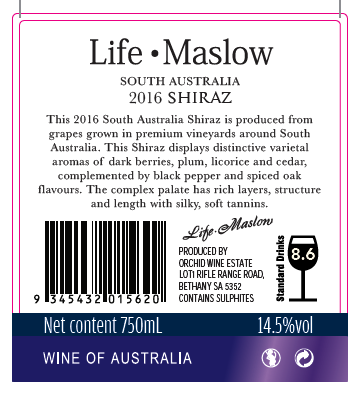 Life • Maslow
SOUTH AUSTRALIA
2016 SHIRAZ
This 2016 South Australia Shiraz is produced from
grapes grown in premium vineyards around South
Australia. This Shiraz displays distinctive varietal
aromas of dark berries, plum, licorice and cedar,
complemented by black pepper and spiced oak
flavours. The complex palate has rich layers, structure
and length with silky, soft tannins.
Life·Maslow
PRODUCED BY
ORCHID WINE ESTATE
LOT1 RIFLE RANGE ROAD,
BETHANY SA 5352
CONTAINS SULPHITES
Standard Drinks
8.6
9 345432 015620
Net content 750mL 14.5%vol
WINE OF AUSTRALIA